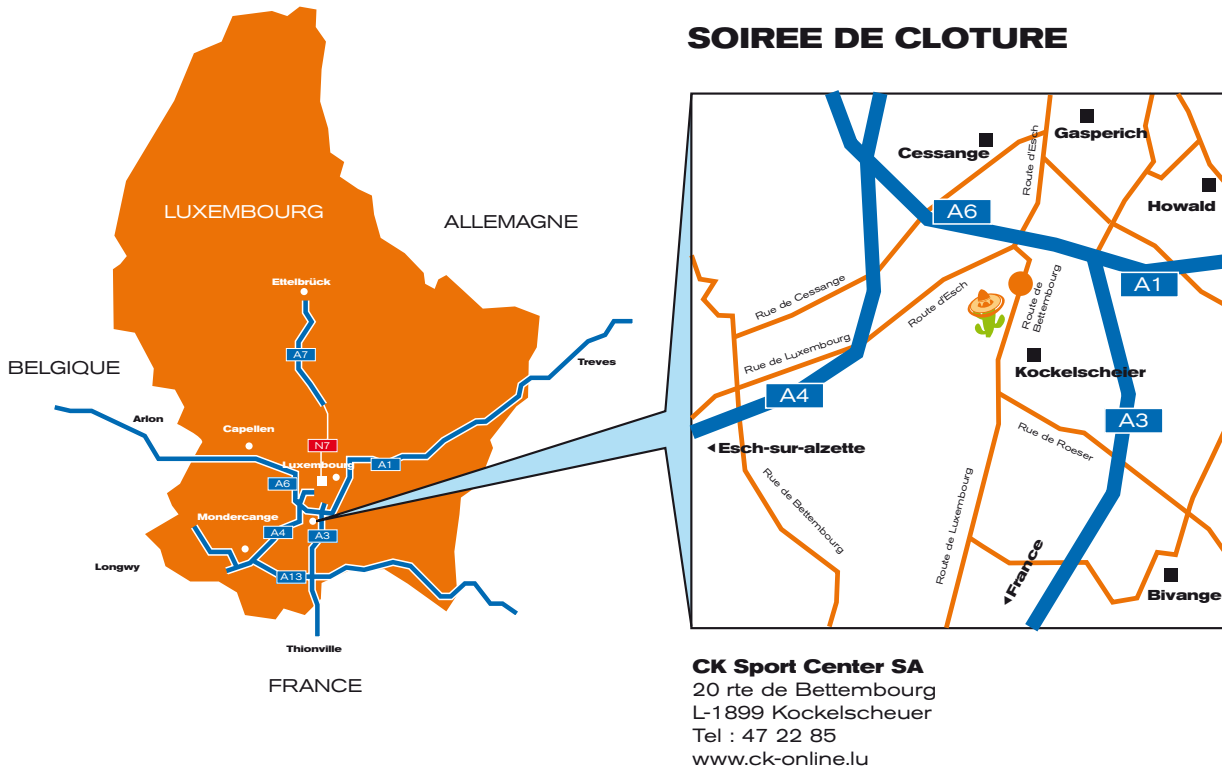 SOIREE DE CLOTURE
LUXEMBOURG
ALLEMAGNE
Ettelbrück
A7
BELGIQUE
Treves
Arlon
Capellen
N7
Luxembourg
A1
A6
Mondercange
A4
A3
Longwy
A13
Thionville
FRANCE
Cessange
Gasperich
Route d'Esch
Howald
A6
A1
Rue de Cessange
Route d'Esch
Route de
Bettembourg
Rue de Luxembourg
Kockelscheier
A4
A3
Esch-sur-alzette
Rue de Roeser
Rue de Bettembourg
Route de Luxembourg
France
Bivange
CK Sport Center SA
20 rte de Bettembourg
L-1899 Kockelscheuer
Tel : 47 22 85
www.ck-online.lu